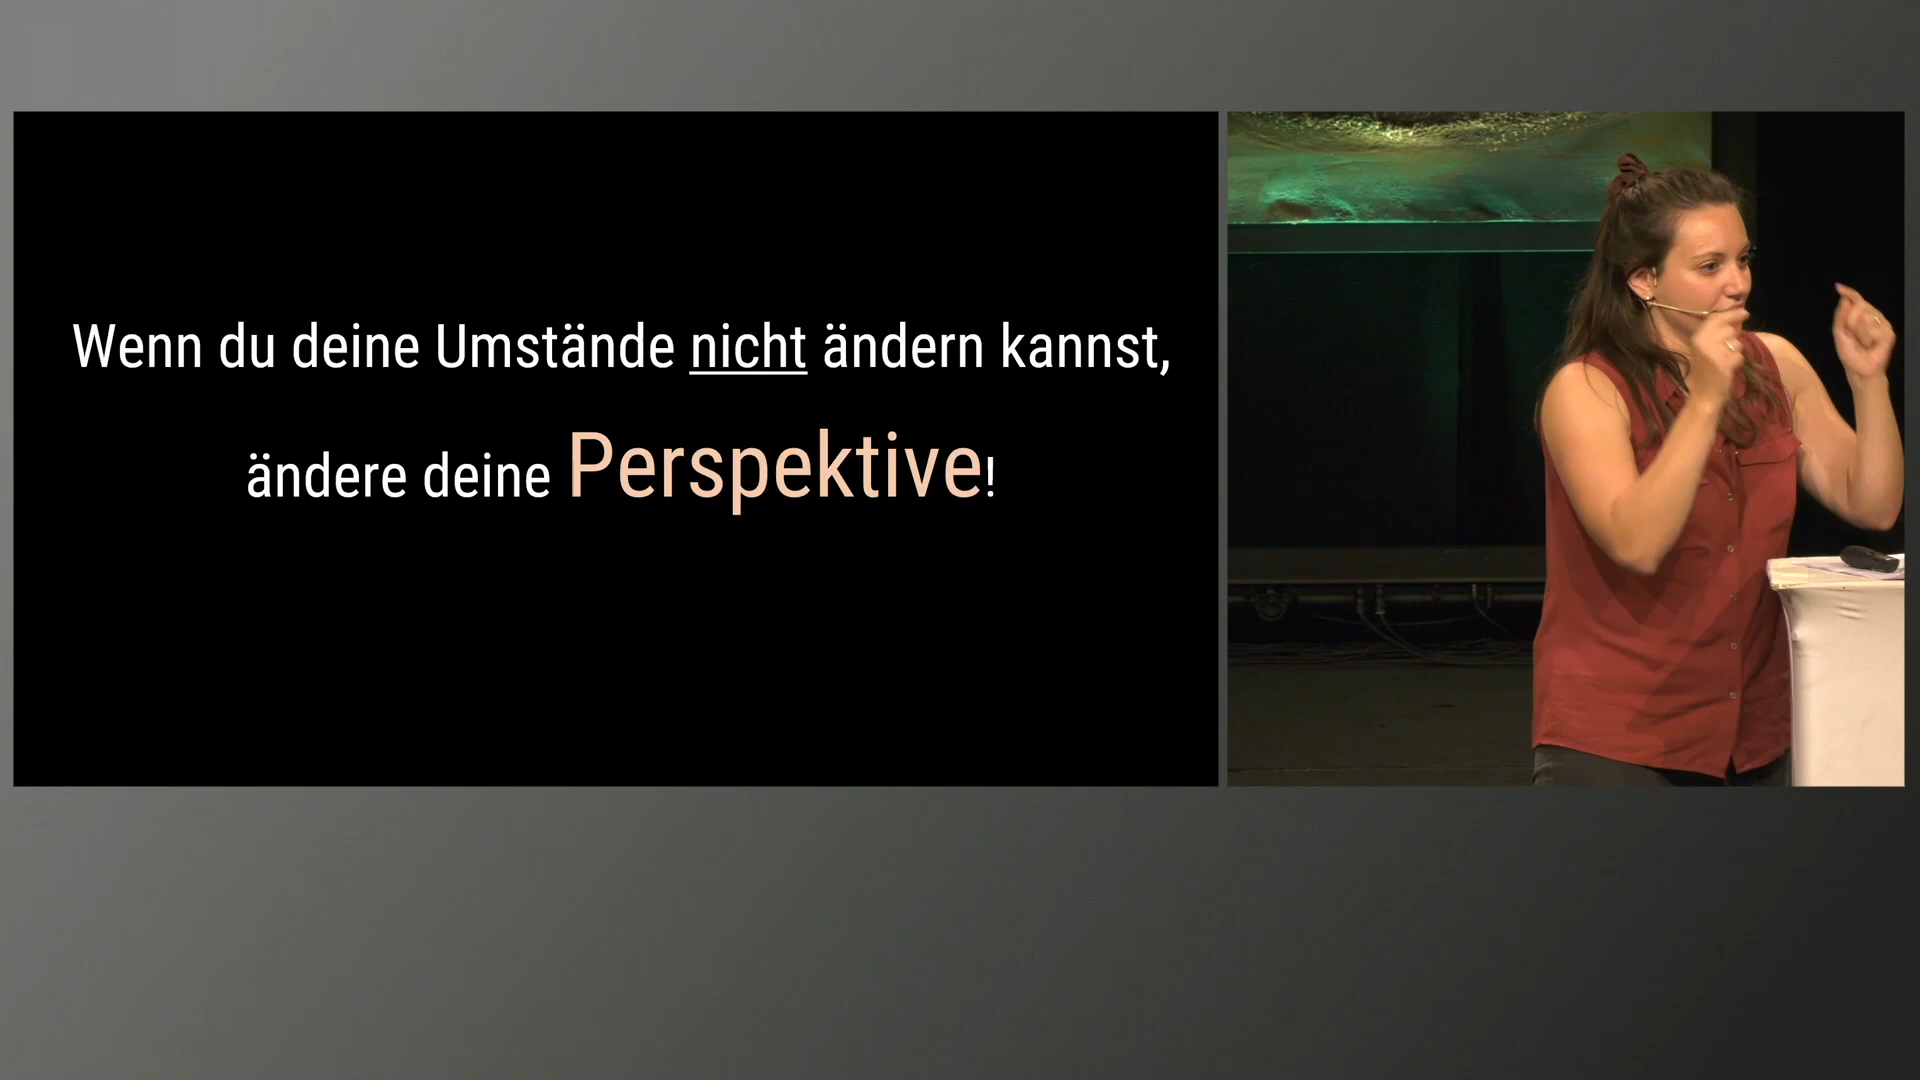 Wenn du deine Umstände nicht ändern kannst,
ändere deine Perspektive!